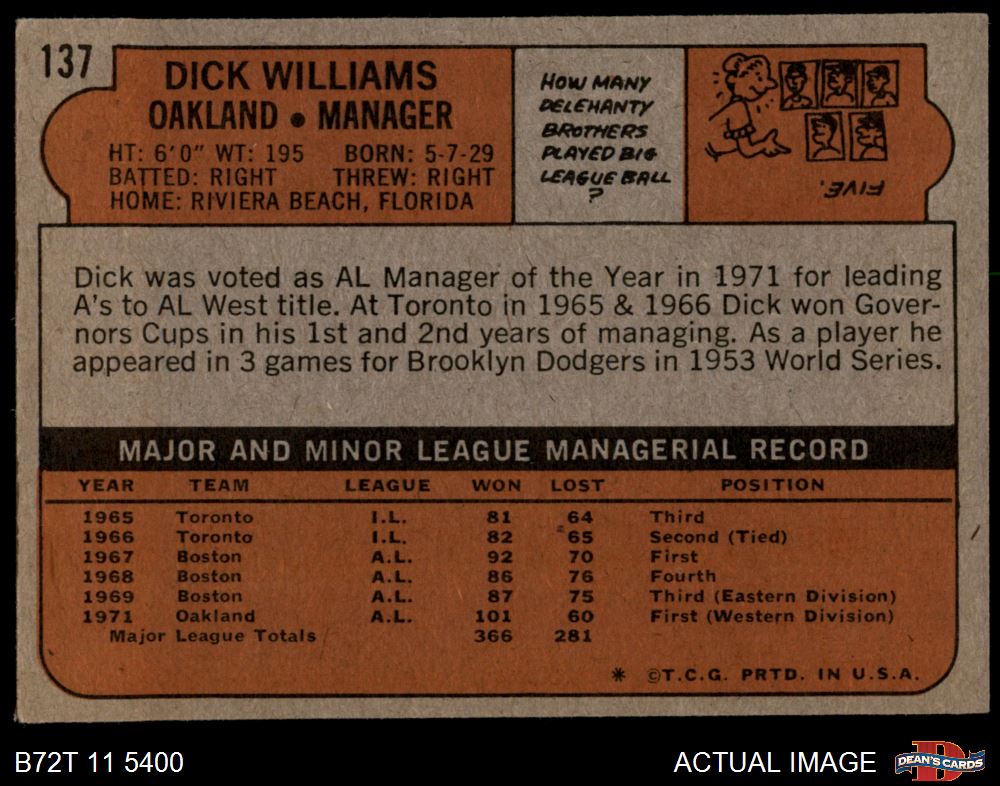 137
DICK WILLIAMS
OAKLAND • MANAGER
HT: 6'0" WT: 195 BORN: 5-7-29
BATTED: RIGHT THREW: RIGHT
HOME: RIVIERA BEACH, FLORIDA
HOW MANY
DELEHANTY
BROTHERS
PLAYED BIG
LEAGUE BALL
?
FIVE.
Dick was voted as AL Manager of the Year in 1971 for leading
A's to AL West title. At Toronto in 1965 & 1966 Dick won Gover-
nors Cups in his 1st and 2nd years of managing. As a player he
appeared in 3 games for Brooklyn Dodgers in 1953 World Series.
MAJOR AND MINOR LEAGUE MANAGERIAL RECORD
YEAR TEAM LEAGUE WON LOST POSITION
1965 Toronto I.L. 81 64 Third
1966 Toronto I.L. 82 65 Second (Tied)
1967 Boston A.L. 92 70 First
1968 Boston A.L. 86 76 Fourth
1969 Boston A.L. 87 75 Third (Eastern Division)
1971 Oakland A.L. 101 60 First (Western Division)
Major League Totals 366 281
* ©T.C.G. PRTD. IN U.S.A.
B72T 11 5400
ACTUAL IMAGE
D
DEAN'S CARDS